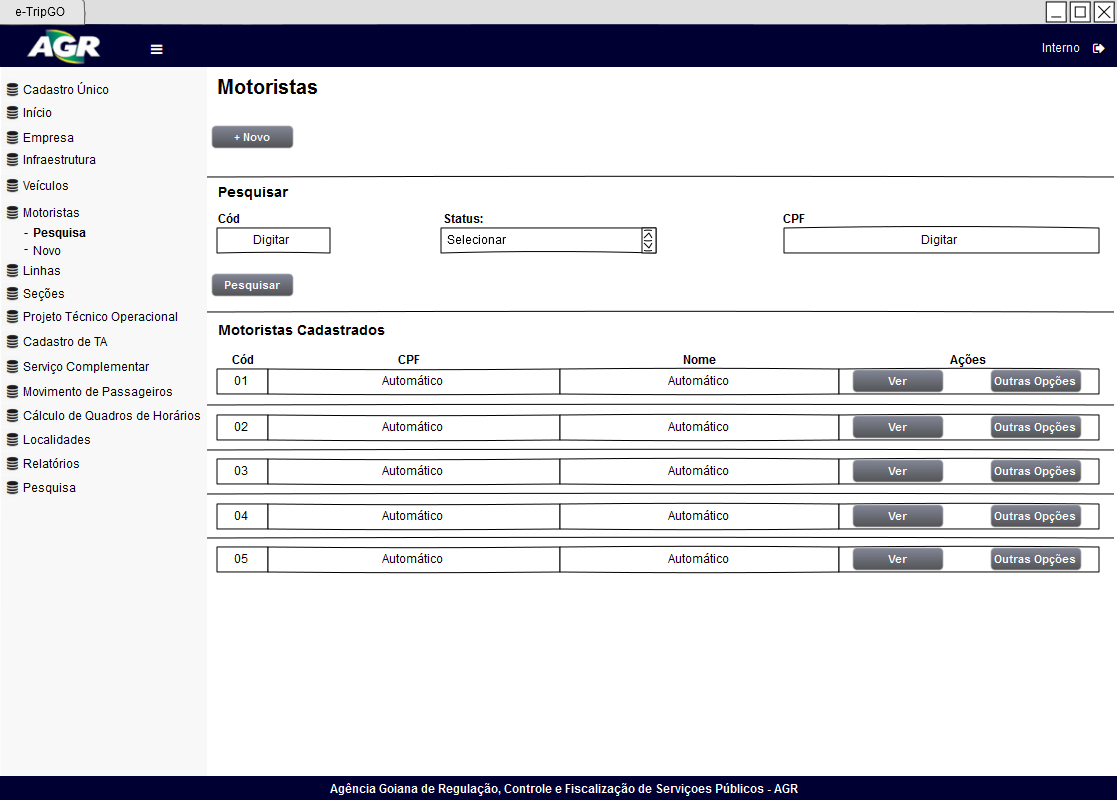 e-TripGO
AGR
Interno
Cadastro Único
Início
Empresa
Infraestrutura
Veículos
Motoristas
- Pesquisa
- Novo
Linhas
Seções
Projeto Técnico Operacional
Cadastro de TA
Serviço Complementar
Movimento de Passageiros
Cálculo de Quadros de Horários
Localidades
Relatórios
Pesquisa
Motoristas
+ Novo
Pesquisar
Cód Status: CPF
Digitar Selecionar Digitar
Pesquisar
Motoristas Cadastrados
Cód CPF Nome Ações
01 Automático Automático Ver Outras Opções
02 Automático Automático Ver Outras Opções
03 Automático Automático Ver Outras Opções
04 Automático Automático Ver Outras Opções
05 Automático Automático Ver Outras Opções
Agência Goiana de Regulação, Controle e Fiscalização de Serviçoes Públicos - AGR